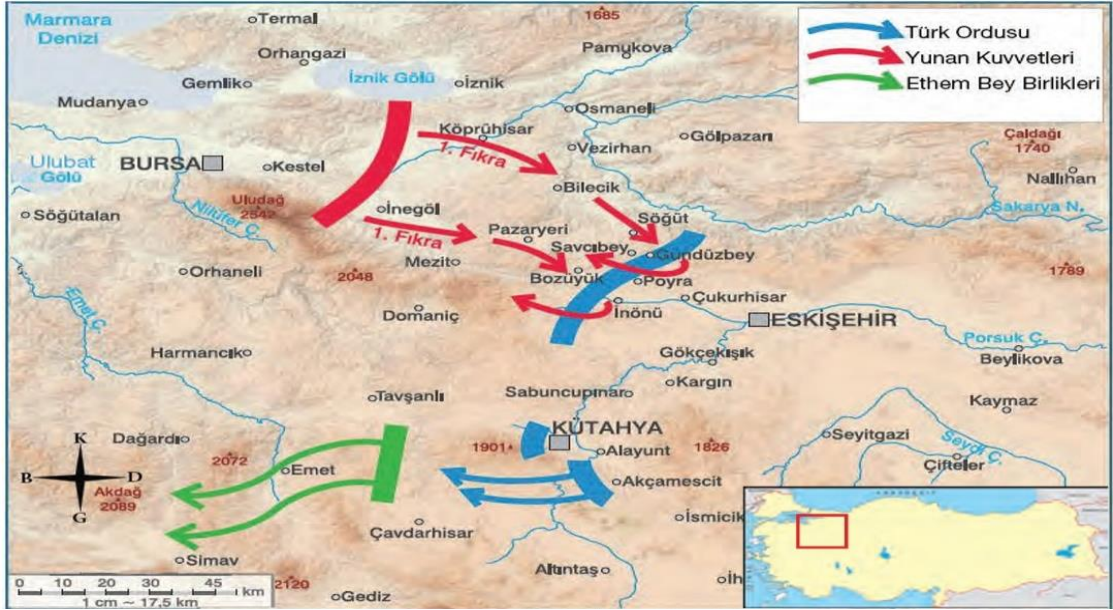 Marmara
Denizi
Termal
1685
Orhangazi
Pamukova
Gemlik
İznik Gölü
İznik
Mudanya
Osmaneli
Köprühisar
Gölpazarı
Çaldağı
1740
Ulubat
Gölü
BURSA
Kestel
1. Fıkra
Vezirhan
Nallıhan
Uludağ
2542
Bilecik
Söğütalan
Nilüfer Ç.
İnegöl
Söğüt
Sakarya N.
1. Fıkra
Pazaryeri
Savcıbey
Gündüzbey
Orhaneli
2048
Mezit
Bozüyük
Poyra
1789
Emet Ç.
Domaniç
İnönü
Çukurhisar
ESKİŞEHİR
Porsuk Ç.
Beylikova
Harmancık
Gökçekışık
Kargın
Tavşanlı
Sabuncupınar
Kaymaz
KÜTAHYA
Dağardı
1901
Alayunt
1826
Seyitgazi
Seydi Ç.
Çifteler
2072
Emet
Akçamescit
Akdağ
2089
Çavdarhisar
İsmicik
Simav
Altıntaş
İh
2120
Gediz
K
B
D
G
0 10 20 30 45 km
1 cm ~ 17,5 km
Türk Ordusu
Yunan Kuvvetleri
Ethem Bey Birlikleri